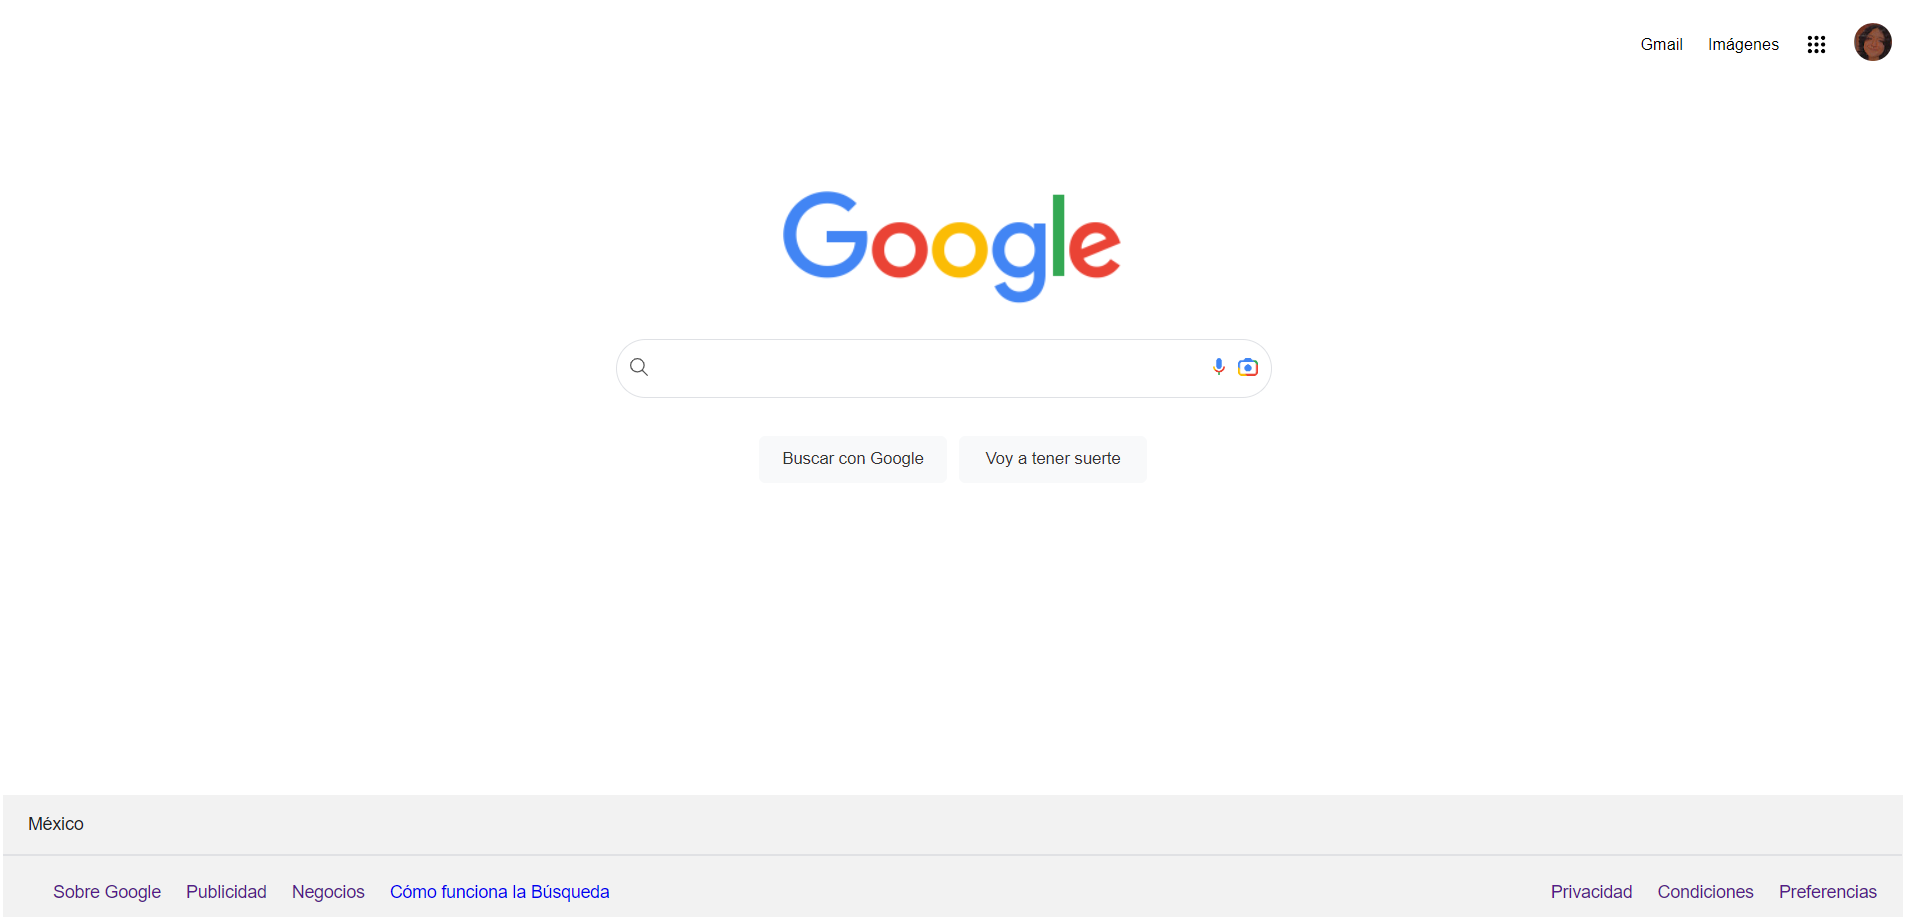 Gmail Imágenes
Google
Buscar con Google Voy a tener suerte
México
Sobre Google Publicidad Negocios Cómo funciona la Búsqueda Privacidad Condiciones Preferencias